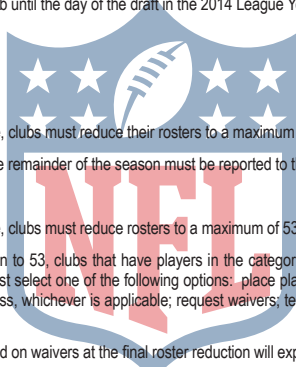 b until the day of the draft in the 2014 League Ye
e, clubs must reduce their rosters to a maximum
e remainder of the season must be reported to t
NFL
e, clubs must reduce rosters to a maximum of 53
n to 53, clubs that have players in the categor
st select one of the following options: place pla
ss, whichever is applicable; request waivers; te
d on waivers at the final roster reduction will exp